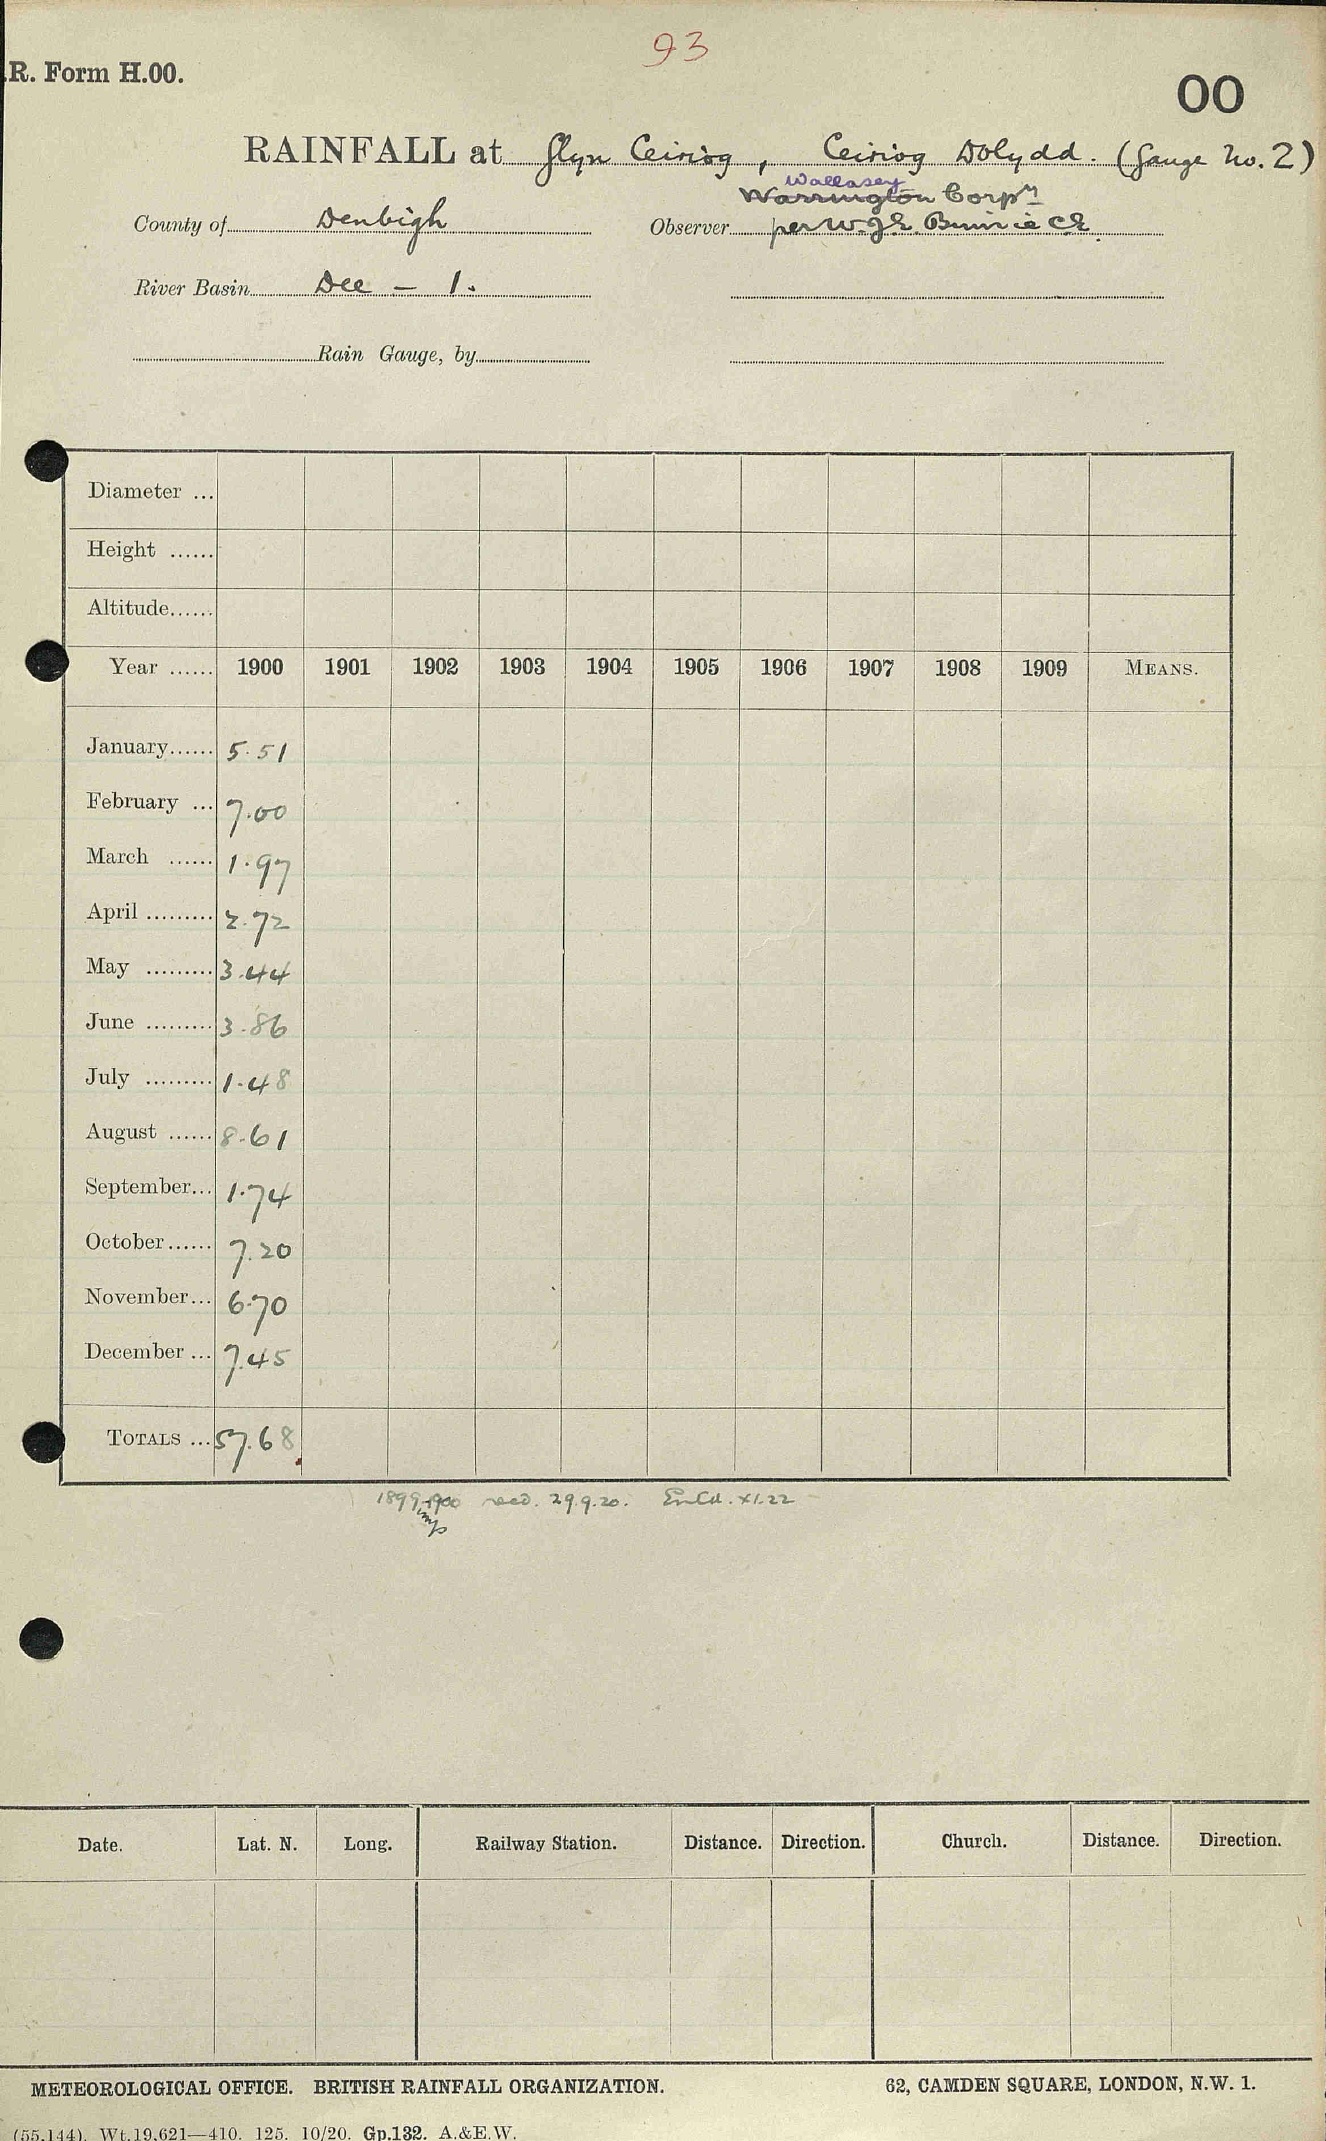 93
R. Form H.00.
00
RAINFALL at Glyn Ceiriog, Ceiriog Dolydd. (Gauge No. 2)
Wallasey
Warrington Corpn
County of Denbigh Observer per W. J. E. Binnie CE.
River Basin Dee - 1.
Rain Gauge, by
Diameter ...
Height ......
Altitude......
Year ...... 1900 1901 1902 1903 1904 1905 1906 1907 1908 1909 MEANS.
January...... 5.51
February ... 7.00
March ...... 1.97
April ......... 2.72
May ......... 3.44
June ......... 3.86
July ......... 1.48
August ...... 8.61
September... 1.74
October...... 7.20
November... 6.70
December ... 7.45
TOTALS ... 57.68
1899, 1900 recd. 29.9.20. Entd. XI.22
Date. Lat. N. Long. Railway Station. Distance. Direction. Church. Distance. Direction.
METEOROLOGICAL OFFICE. BRITISH RAINFALL ORGANIZATION. 62, CAMDEN SQUARE, LONDON, N.W. 1.
(55,144). Wt.19,621—410. 125. 10/20. Gp.132. A.&E.W.